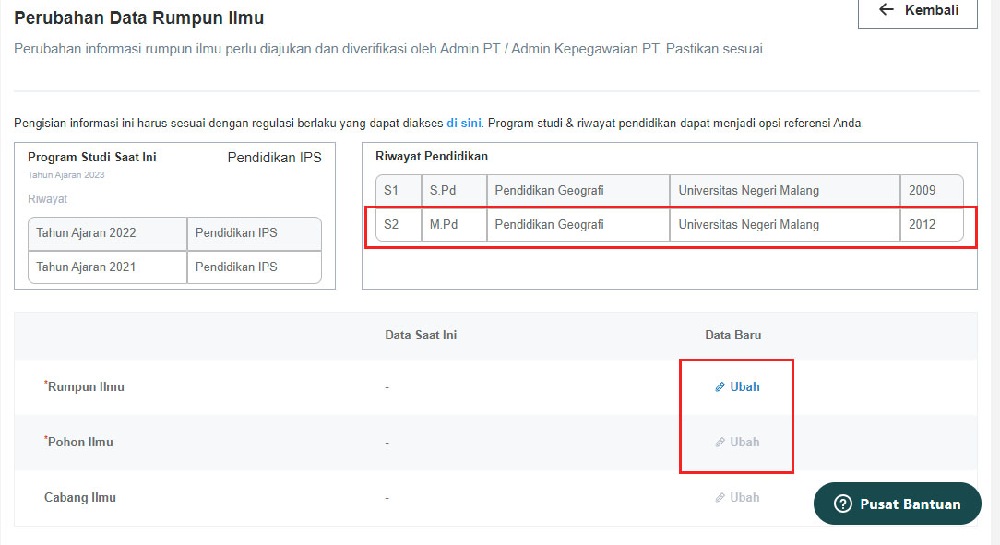 Perubahan Data Rumpun Ilmu
← Kembali
Perubahan informasi rumpun ilmu perlu diajukan dan diverifikasi oleh Admin PT / Admin Kepegawaian PT. Pastikan sesuai.
Pengisian informasi ini harus sesuai dengan regulasi berlaku yang dapat diakses di sini. Program studi & riwayat pendidikan dapat menjadi opsi referensi Anda.
Program Studi Saat Ini Pendidikan IPS
Tahun Ajaran 2023
Riwayat
Tahun Ajaran 2022 Pendidikan IPS
Tahun Ajaran 2021 Pendidikan IPS
Riwayat Pendidikan
S1 S.Pd Pendidikan Geografi Universitas Negeri Malang 2009
S2 M.Pd Pendidikan Geografi Universitas Negeri Malang 2012
Data Saat Ini Data Baru
*Rumpun Ilmu - Ubah
*Pohon Ilmu - Ubah
Cabang Ilmu - Ubah
? Pusat Bantuan